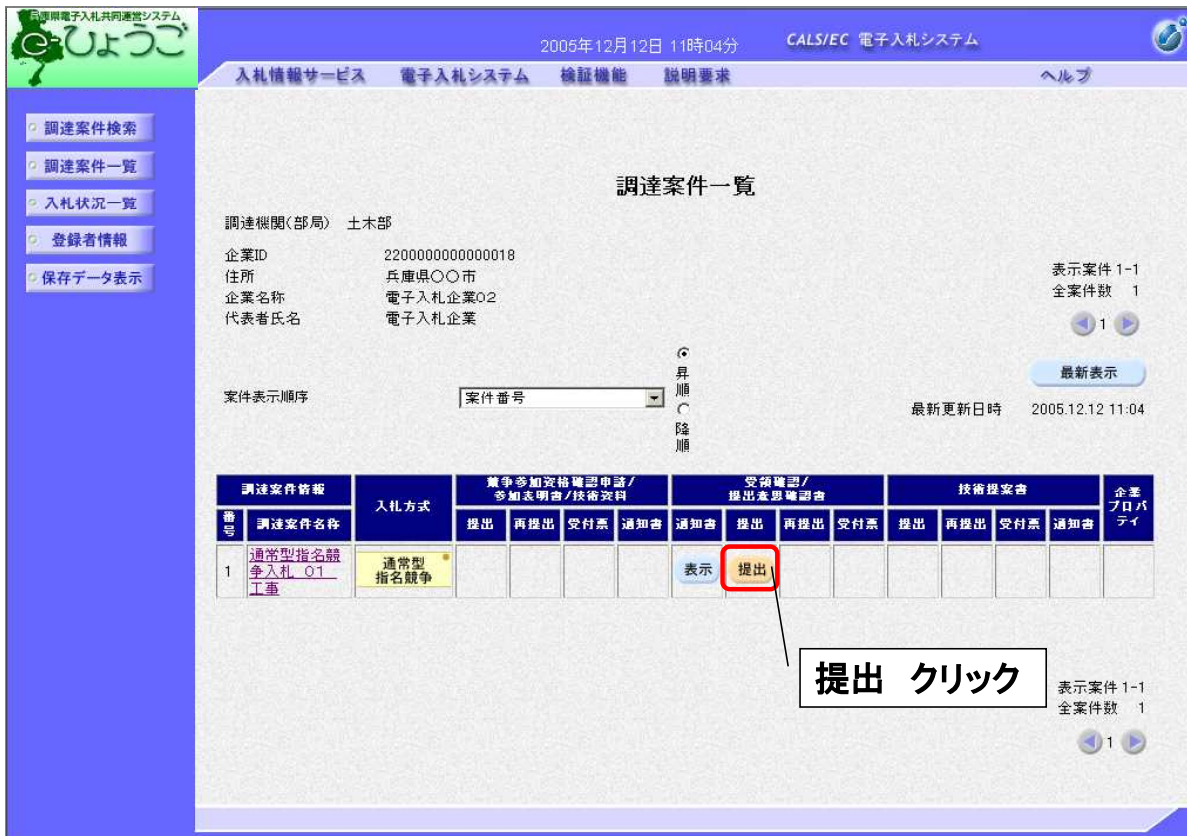 兵庫県電子入札共同運営システム
ひょうご
2005年12月12日 11時04分
CALS/EC 電子入札システム
入札情報サービス 電子入札システム 検証機能 説明要求 ヘルプ
調達案件検索
調達案件一覧
入札状況一覧
登録者情報
保存データ表示
調達案件一覧
調達機関(部局) 土木部
企業ID 2200000000000018
住所 兵庫県〇〇市
企業名称 電子入札企業02
代表者氏名 電子入札企業
表示案件 1-1
全案件数 1
1
案件表示順序 案件番号
昇順
降順
最新表示
最新更新日時 2005.12.12 11:04
調達案件情報 入札方式 競争参加資格確認申請/参加表明書/技術資料 受領確認/提出意思確認書 技術提案書 企業プロパティ
番号 調達案件名称 提出 再提出 受付票 通知書 通知書 提出 再提出 受付票 提出 再提出 受付票 通知書
1 通常型指名競争入札 01 工事 通常型指名競争 表示 提出
提出 クリック
表示案件 1-1
全案件数 1
1